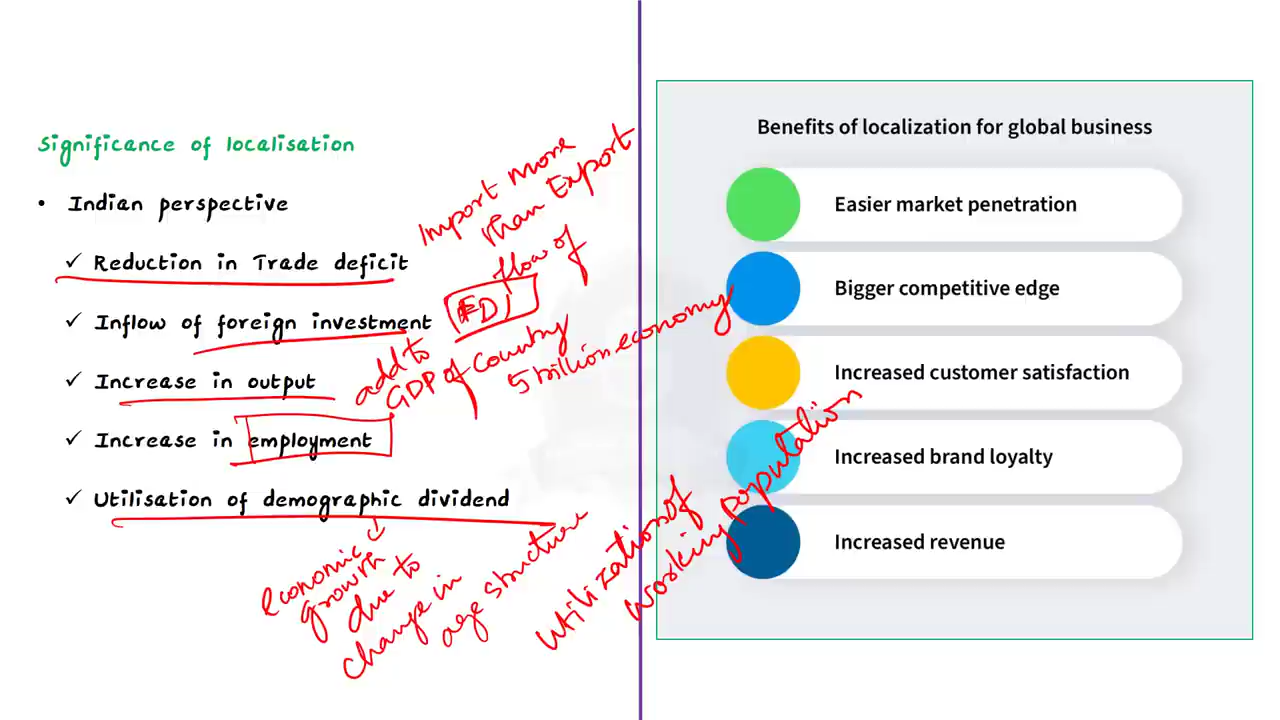 Significance of localisation
• Indian perspective
✓ Reduction in Trade deficit
Import more
than Export
✓ Inflow of foreign investment
flow of
FDI
✓ Increase in output
add to
GDP of Country
5 trillion economy
✓ Increase in employment
✓ Utilisation of demographic dividend
economic
growth
due to
change in
age structure
Utilization of
working population
Benefits of localization for global business
Easier market penetration
Bigger competitive edge
Increased customer satisfaction
Increased brand loyalty
Increased revenue